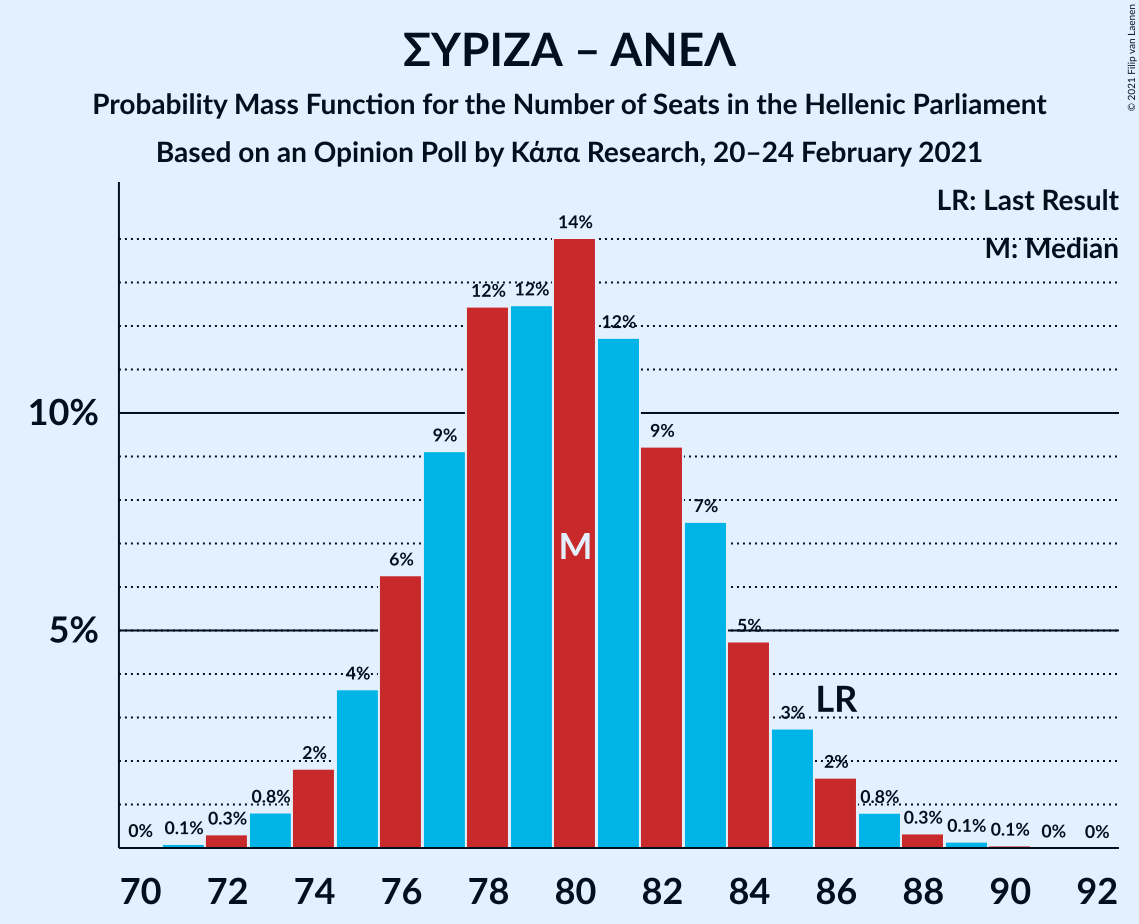 ΣΥΡΙΖΑ – ΑΝΕΛ
Probability Mass Function for the Number of Seats in the Hellenic Parliament
Based on an Opinion Poll by Κάπα Research, 20–24 February 2021
© 2021 Filip van Laenen
LR: Last Result
M: Median
10%
5%
0%
0.1%
0.3%
0.8%
2%
4%
6%
9%
12%
12%
14%
12%
9%
7%
5%
3%
2%
0.8%
0.3%
0.1%
0.1%
0%
0%
M
LR
70 72 74 76 78 80 82 84 86 88 90 92